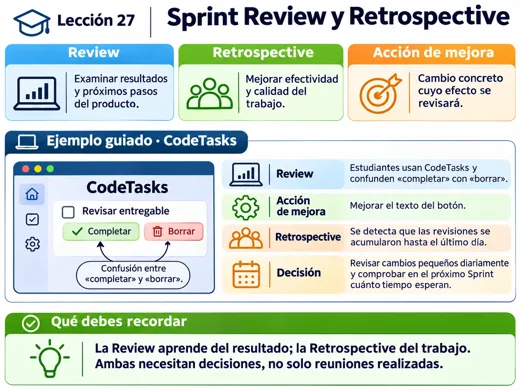 Lección 27
Sprint Review y Retrospective
Review
Examinar resultados
y próximos pasos
del producto.
Retrospective
Mejorar efectividad
y calidad del
trabajo.
Acción de mejora
Cambio concreto
cuyo efecto se
revisará.
Ejemplo guiado · CodeTasks
CodeTasks
Revisar entregable
Completar
Borrar
Confusión entre
«completar» y «borrar».
Review
Estudiantes usan CodeTasks y
confunden «completar» con «borrar».
Acción
de mejora
Mejorar el texto del botón.
Retrospective
Se detecta que las revisiones se
acumularon hasta el último día.
Decisión
Revisar cambios pequeños diariamente
y comprobar en el próximo Sprint
cuánto tiempo esperan.
Qué debes recordar
La Review aprende del resultado; la Retrospective del trabajo.
Ambas necesitan decisiones, no solo reuniones realizadas.